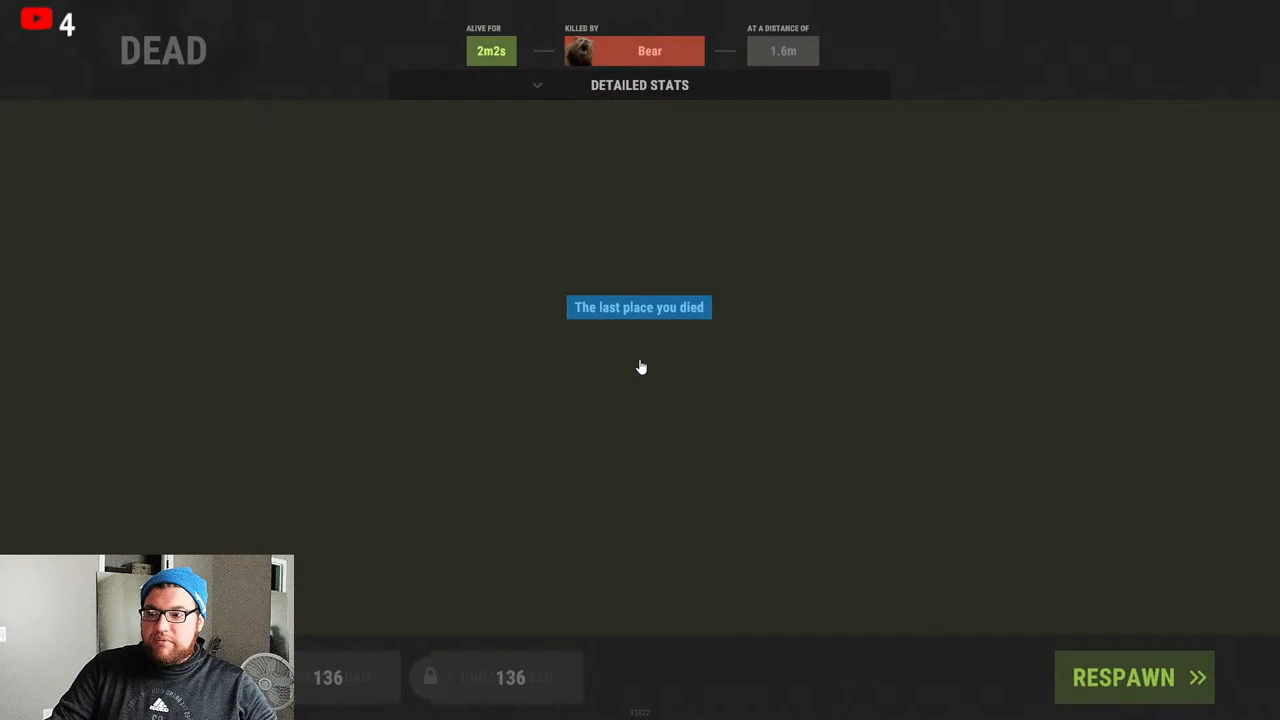 4
DEAD
ALIVE FOR
2m2s
KILLED BY
Bear
AT A DISTANCE OF
1.6m
DETAILED STATS
The last place you died
136
136
RESPAWN